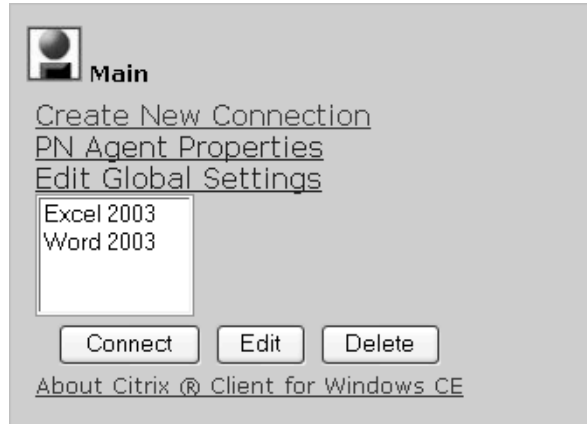 Main
Create New Connection
PN Agent Properties
Edit Global Settings
Excel 2003
Word 2003
Connect Edit Delete
About Citrix ® Client for Windows CE